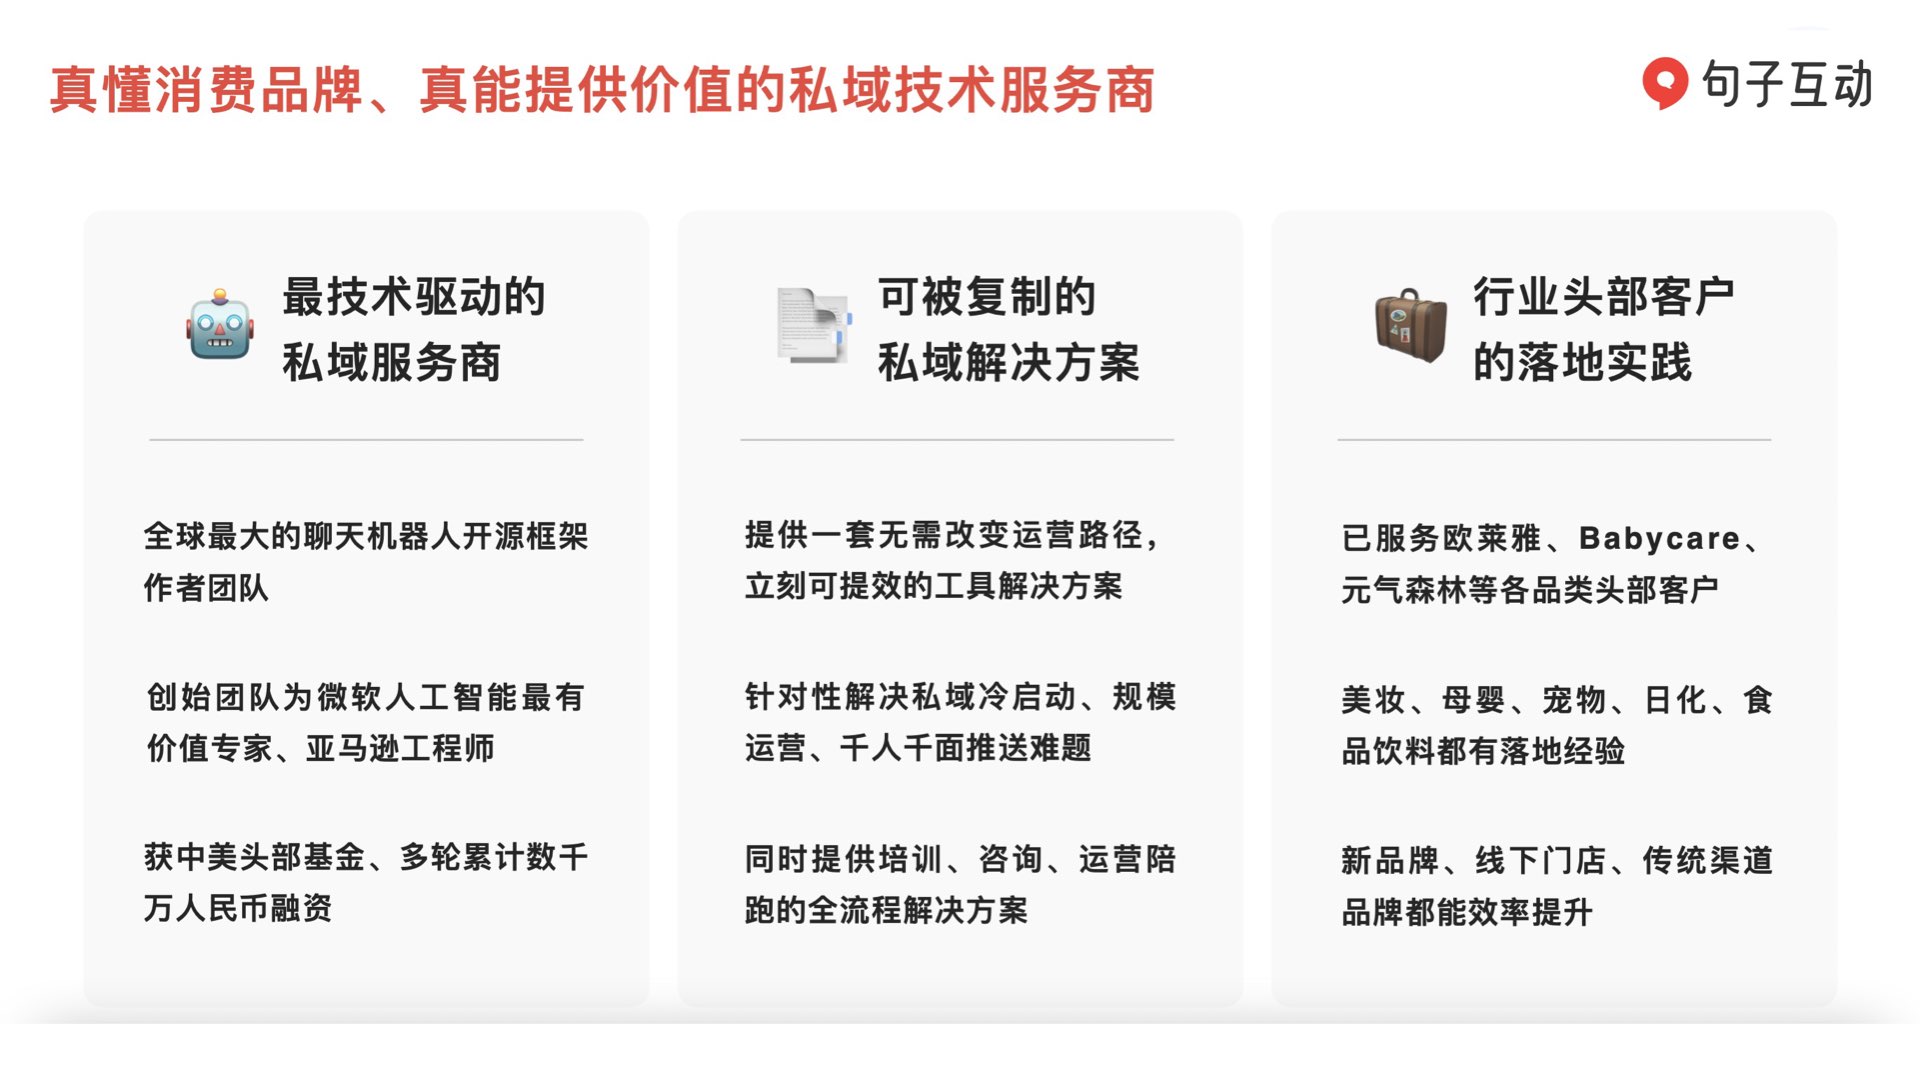 真懂消费品牌、真能提供价值的私域技术服务商
句子互动
最技术驱动的
私域服务商
全球最大的聊天机器人开源框架
作者团队
创始团队为微软人工智能最有
价值专家、亚马逊工程师
获中美头部基金、多轮累计数千
万人民币融资
可被复制的
私域解决方案
提供一套无需改变运营路径，
立刻可提效的工具解决方案
针对性解决私域冷启动、规模
运营、千人千面推送难题
同时提供培训、咨询、运营陪
跑的全流程解决方案
行业头部客户
的落地实践
已服务欧莱雅、Babycare、
元气森林等各品类头部客户
美妆、母婴、宠物、日化、食
品饮料都有落地经验
新品牌、线下门店、传统渠道
品牌都能效率提升